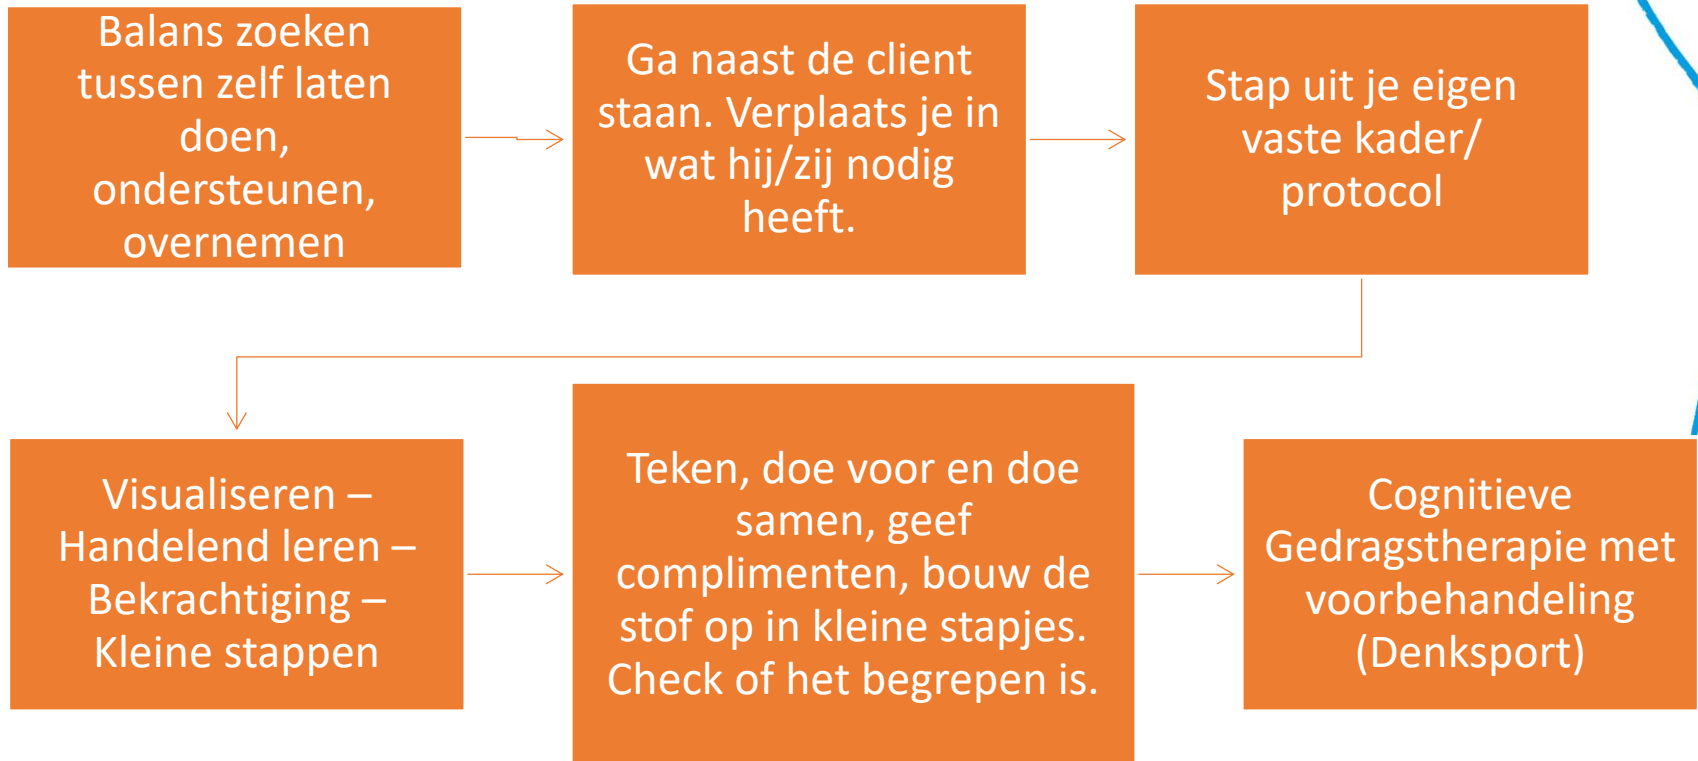 Balans zoeken
tussen zelf laten
doen,
ondersteunen,
overnemen
Ga naast de client
staan. Verplaats je in
wat hij/zij nodig
heeft.
Stap uit je eigen
vaste kader/
protocol
Visualiseren –
Handelend leren –
Bekrachtiging –
Kleine stappen
Teken, doe voor en doe
samen, geef
complimenten, bouw de
stof op in kleine stapjes.
Check of het begrepen is.
Cognitieve
Gedragstherapie met
voorbehandeling
(Denksport)